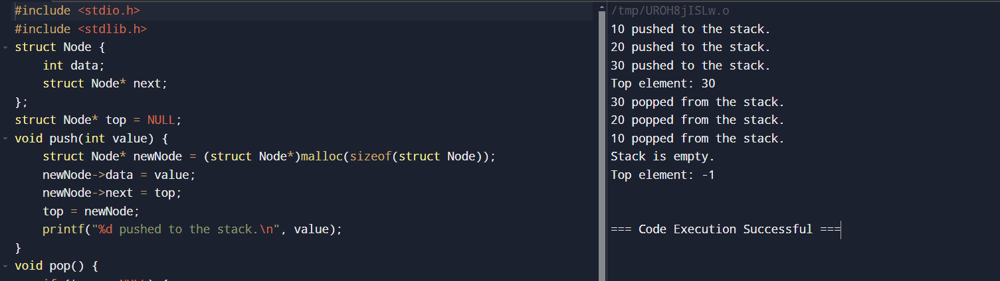 #include <stdio.h>
#include <stdlib.h>
struct Node {
    int data;
    struct Node* next;
};
struct Node* top = NULL;
void push(int value) {
    struct Node* newNode = (struct Node*)malloc(sizeof(struct Node));
    newNode->data = value;
    newNode->next = top;
    top = newNode;
    printf("%d pushed to the stack.\n", value);
}
void pop() {
/tmp/UROH8jISLw.o
10 pushed to the stack.
20 pushed to the stack.
30 pushed to the stack.
Top element: 30
30 popped from the stack.
20 popped from the stack.
10 popped from the stack.
Stack is empty.
Top element: -1
=== Code Execution Successful ===